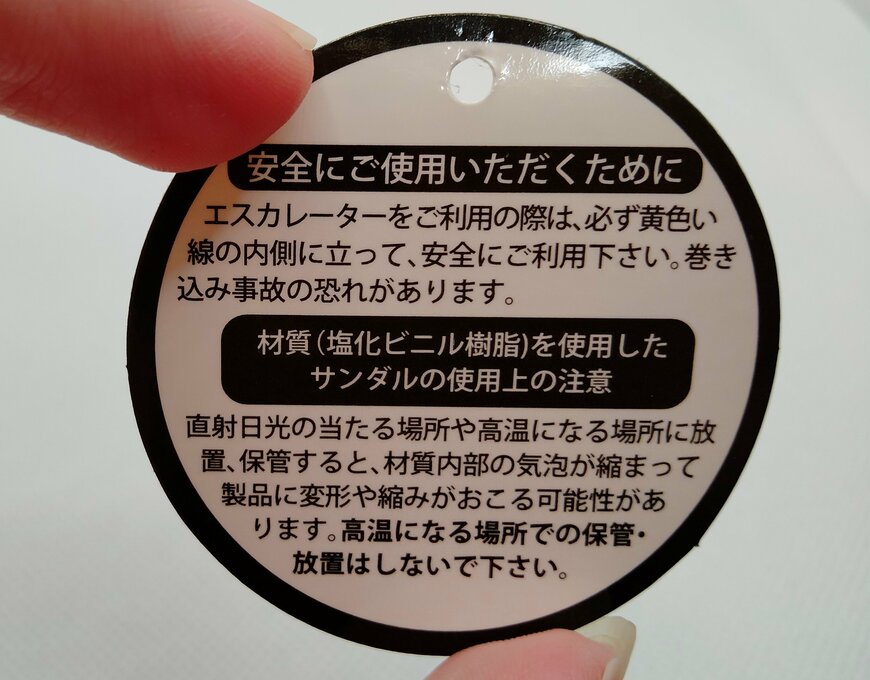 安全にご使用いただくために
エスカレーターをご利用の際は、必ず黄色い
線の内側に立って、安全にご利用下さい。巻き
込み事故の恐れがあります。
材質(塩化ビニル樹脂)を使用した
サンダルの使用上の注意
直射日光の当たる場所や高温になる場所に放
置、保管すると、材質内部の気泡が縮まって
製品に変形や縮みがおこる可能性があ
ります。高温になる場所での保管・
放置はしないで下さい。